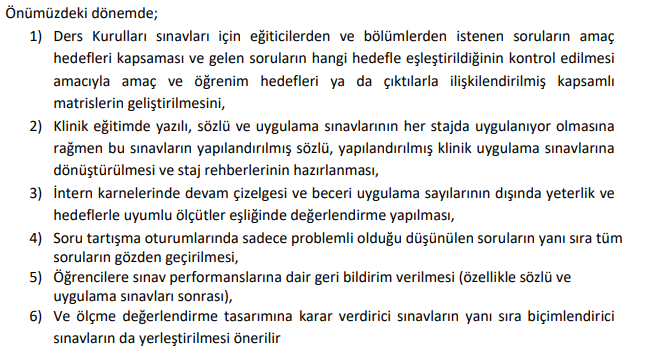 Önümüzdeki dönemde;
1) Ders Kurulları sınavları için eğiticilerden ve bölümlerden istenen soruların amaç
hedefleri kapsaması ve gelen soruların hangi hedefle eşleştirildiğinin kontrol edilmesi
amacıyla amaç ve öğrenim hedefleri ya da çıktılarla ilişkilendirilmiş kapsamlı
matrislerin geliştirilmesini,
2) Klinik eğitimde yazılı, sözlü ve uygulama sınavlarının her stajda uygulanıyor olmasına
rağmen bu sınavların yapılandırılmış sözlü, yapılandırılmış klinik uygulama sınavlarına
dönüştürülmesi ve staj rehberlerinin hazırlanması,
3) İntern karnelerinde devam çizelgesi ve beceri uygulama sayılarının dışında yeterlik ve
hedeflerle uyumlu ölçütler eşliğinde değerlendirme yapılması,
4) Soru tartışma oturumlarında sadece problemli olduğu düşünülen soruların yanı sıra tüm
soruların gözden geçirilmesi,
5) Öğrencilere sınav performanslarına dair geri bildirim verilmesi (özellikle sözlü ve
uygulama sınavları sonrası),
6) Ve ölçme değerlendirme tasarımına karar verdirici sınavların yanı sıra biçimlendirici
sınavların da yerleştirilmesi önerilir